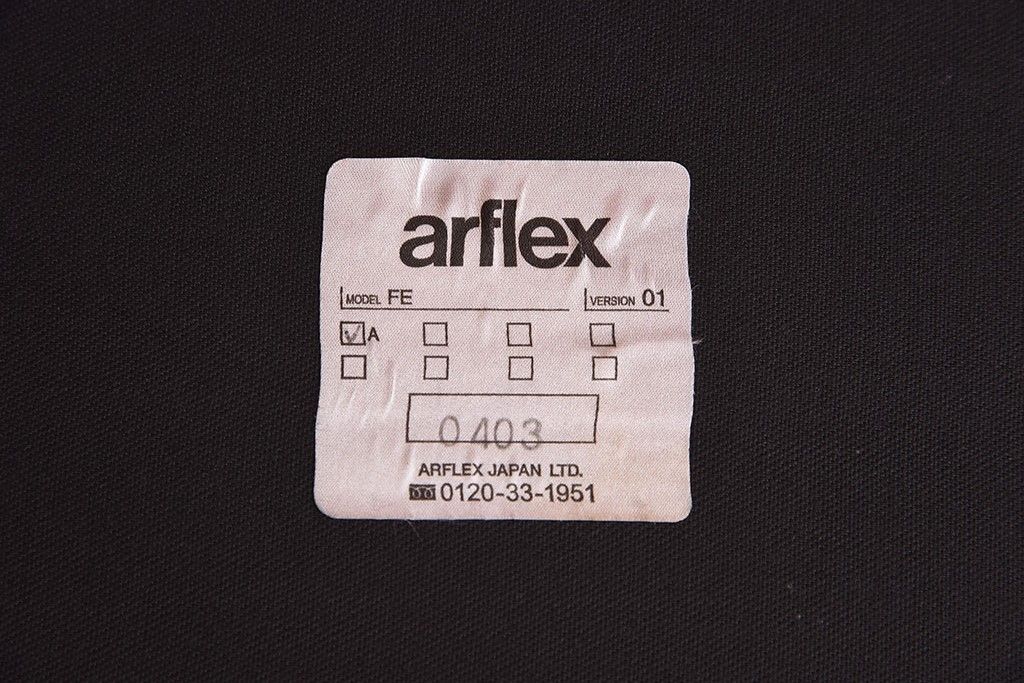 arflex
MODEL FE VERSION 01
A
0403
ARFLEX JAPAN LTD.
0120-33-1951